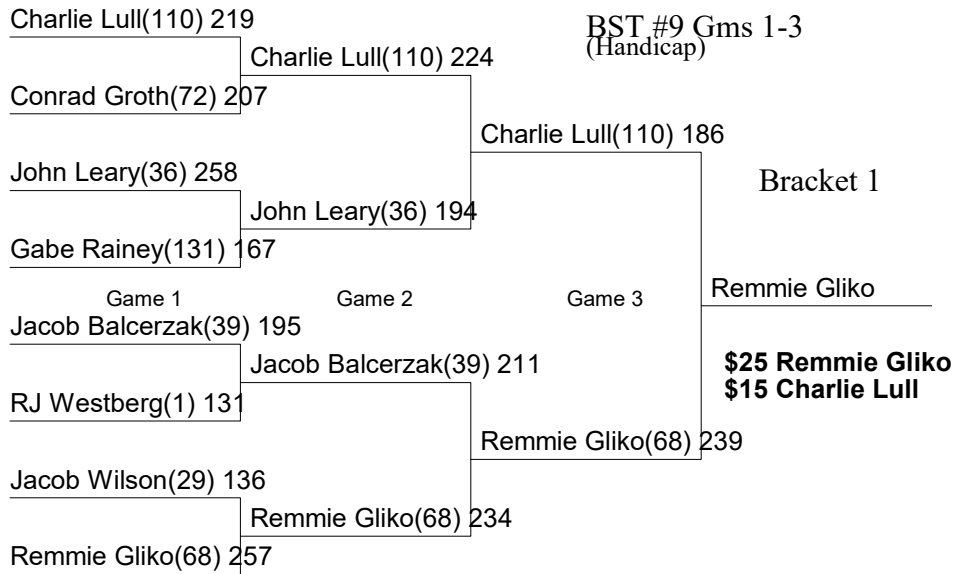 Charlie Lull(110) 219
BST #9 Gms 1-3
(Handicap)
Charlie Lull(110) 224
Conrad Groth(72) 207
Charlie Lull(110) 186
John Leary(36) 258
Bracket 1
John Leary(36) 194
Gabe Rainey(131) 167
Game 1
Game 2
Game 3
Remmie Gliko
Jacob Balcerzak(39) 195
Jacob Balcerzak(39) 211
$25 Remmie Gliko
$15 Charlie Lull
RJ Westberg(1) 131
Remmie Gliko(68) 239
Jacob Wilson(29) 136
Remmie Gliko(68) 234
Remmie Gliko(68) 257